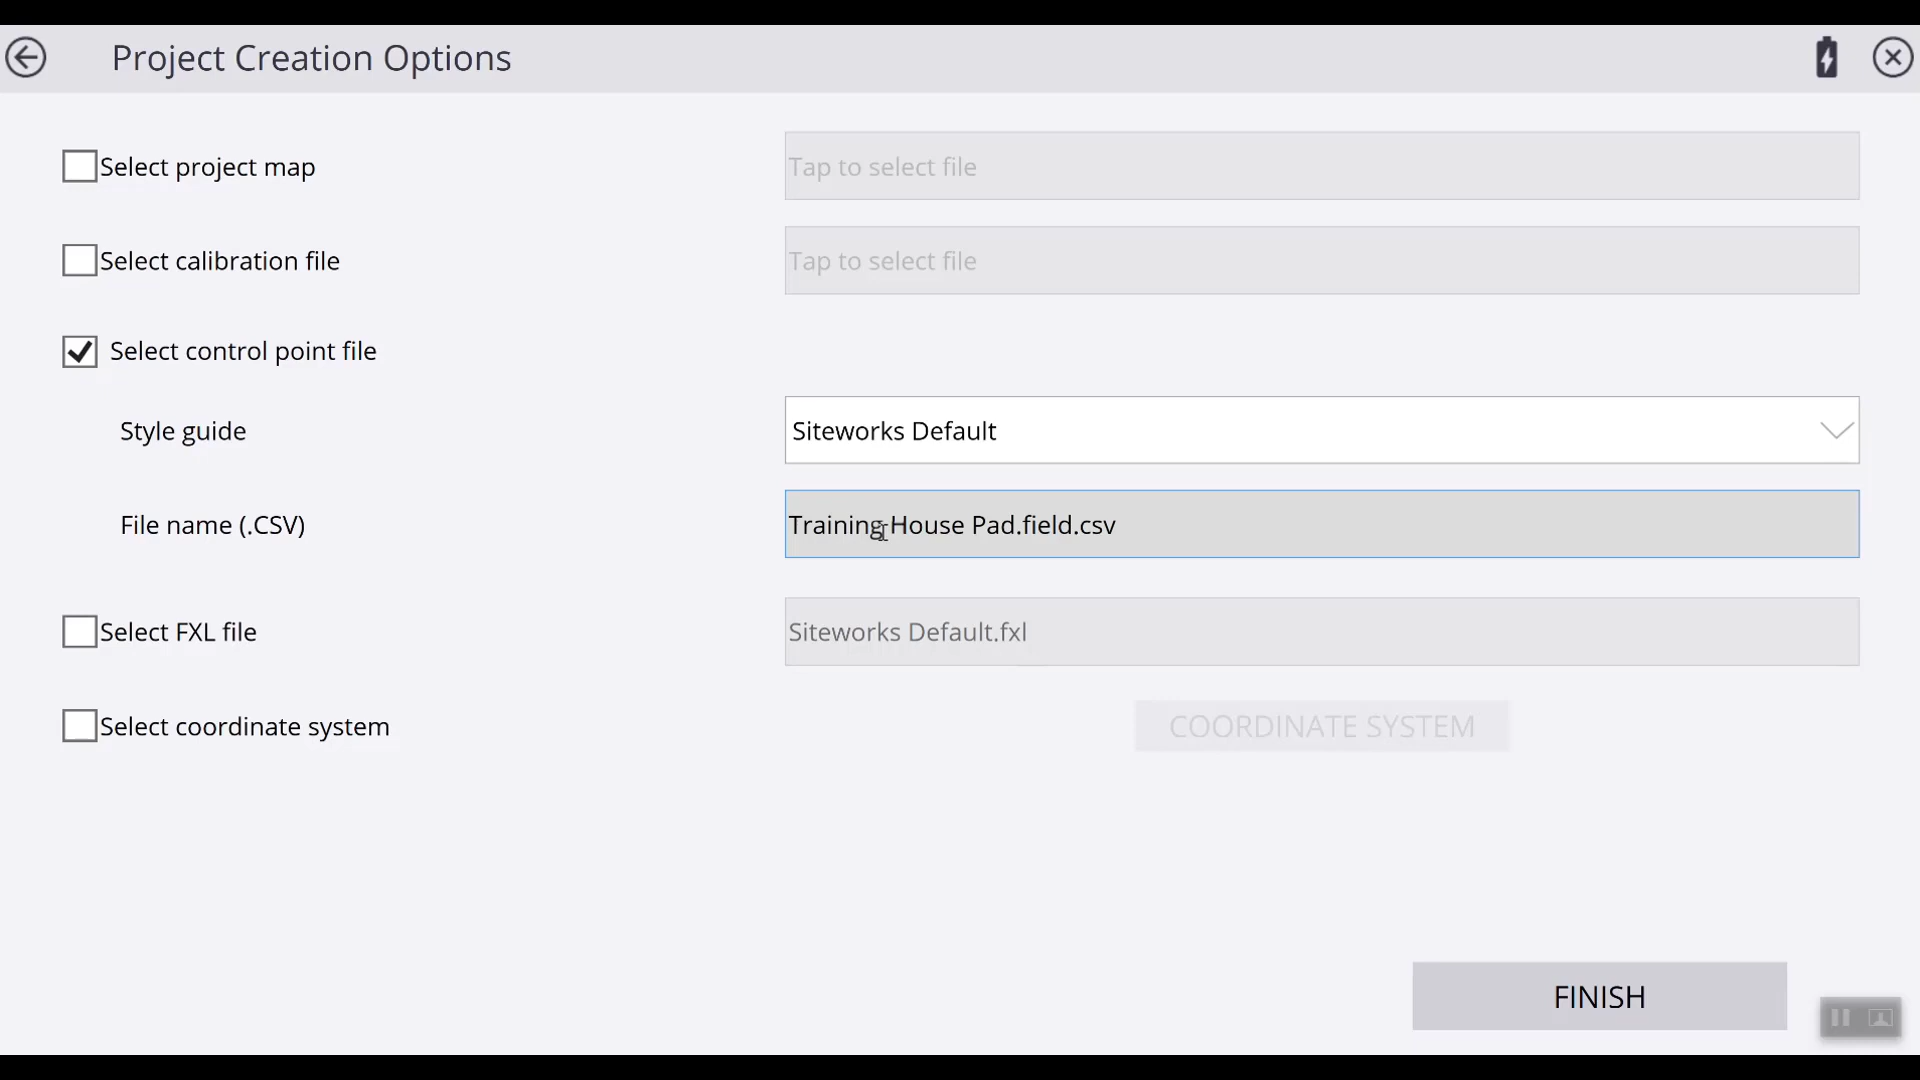 Project Creation Options
Select project map
Tap to select file
Select calibration file
Tap to select file
Select control point file
Style guide
Siteworks Default
File name (.CSV)
Training House Pad.field.csv
Select FXL file
Siteworks Default.fxl
Select coordinate system
COORDINATE SYSTEM
FINISH